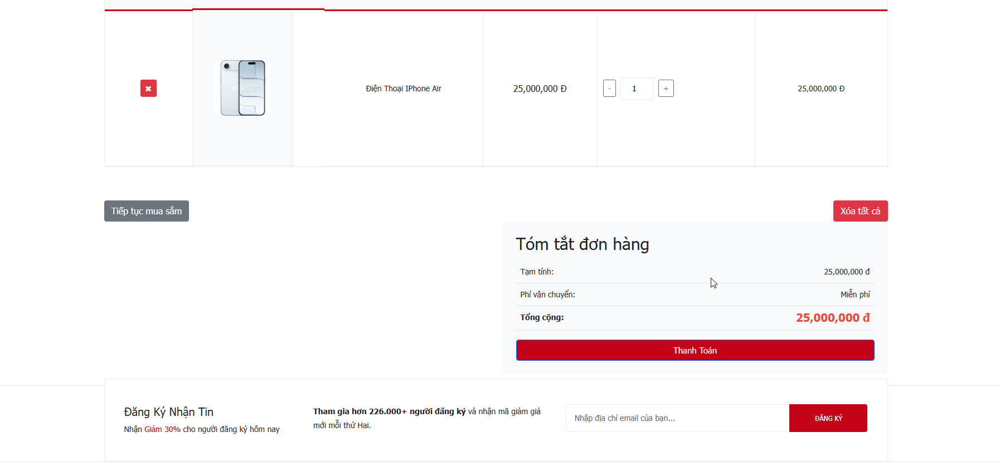 Điện Thoại IPhone Air
25,000,000 Đ
-
1
+
25,000,000 Đ
Tiếp tục mua sắm
Xóa tất cả
Tóm tắt đơn hàng
Tạm tính:
25,000,000 đ
Phí vận chuyển:
Miễn phí
Tổng cộng:
25,000,000 đ
Thanh Toán
Đăng Ký Nhận Tin
Nhận Giảm 30% cho người đăng ký hôm nay
Tham gia hơn 226.000+ người đăng ký và nhận mã giảm giá
mới mỗi thứ Hai.
Nhập địa chỉ email của bạn...
ĐĂNG KÝ